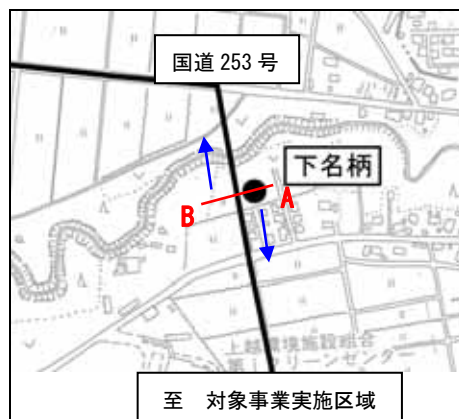 国道 253 号
下名柄
A
B
上越環境施設組合
第1クリーンセンター
至 対象事業実施区域